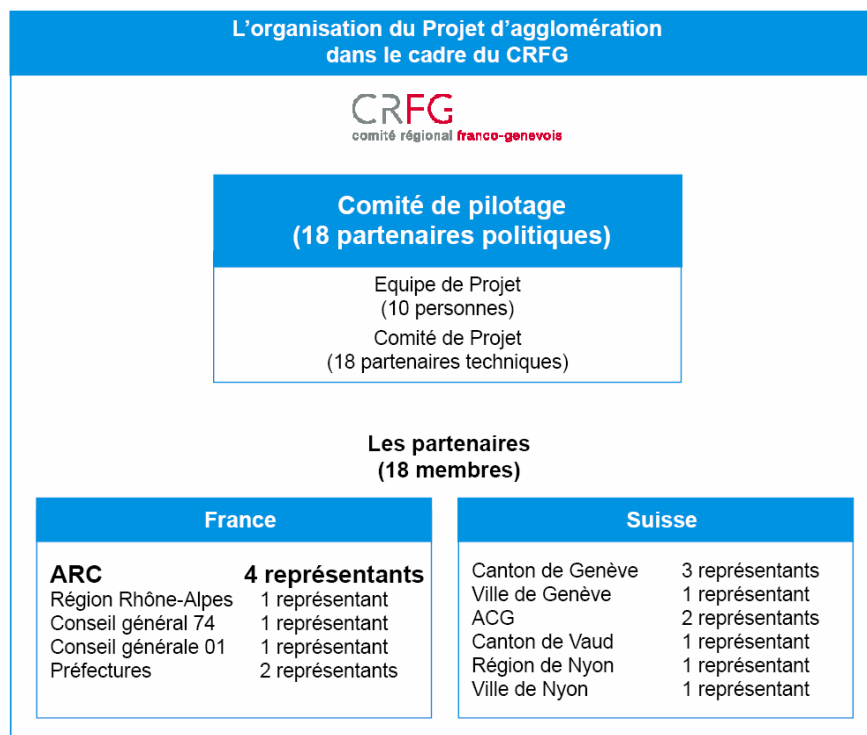 L'organisation du Projet d'agglomération
dans le cadre du CRFG
CRFG
comité régional franco-genevois
Comité de pilotage
(18 partenaires politiques)
Equipe de Projet
(10 personnes)
Comité de Projet
(18 partenaires techniques)
Les partenaires
(18 membres)
France
ARC 4 représentants
Région Rhône-Alpes 1 représentant
Conseil général 74 1 représentant
Conseil générale 01 1 représentant
Préfectures 2 représentants
Suisse
Canton de Genève 3 représentants
Ville de Genève 1 représentant
ACG 2 représentants
Canton de Vaud 1 représentant
Région de Nyon 1 représentant
Ville de Nyon 1 représentant